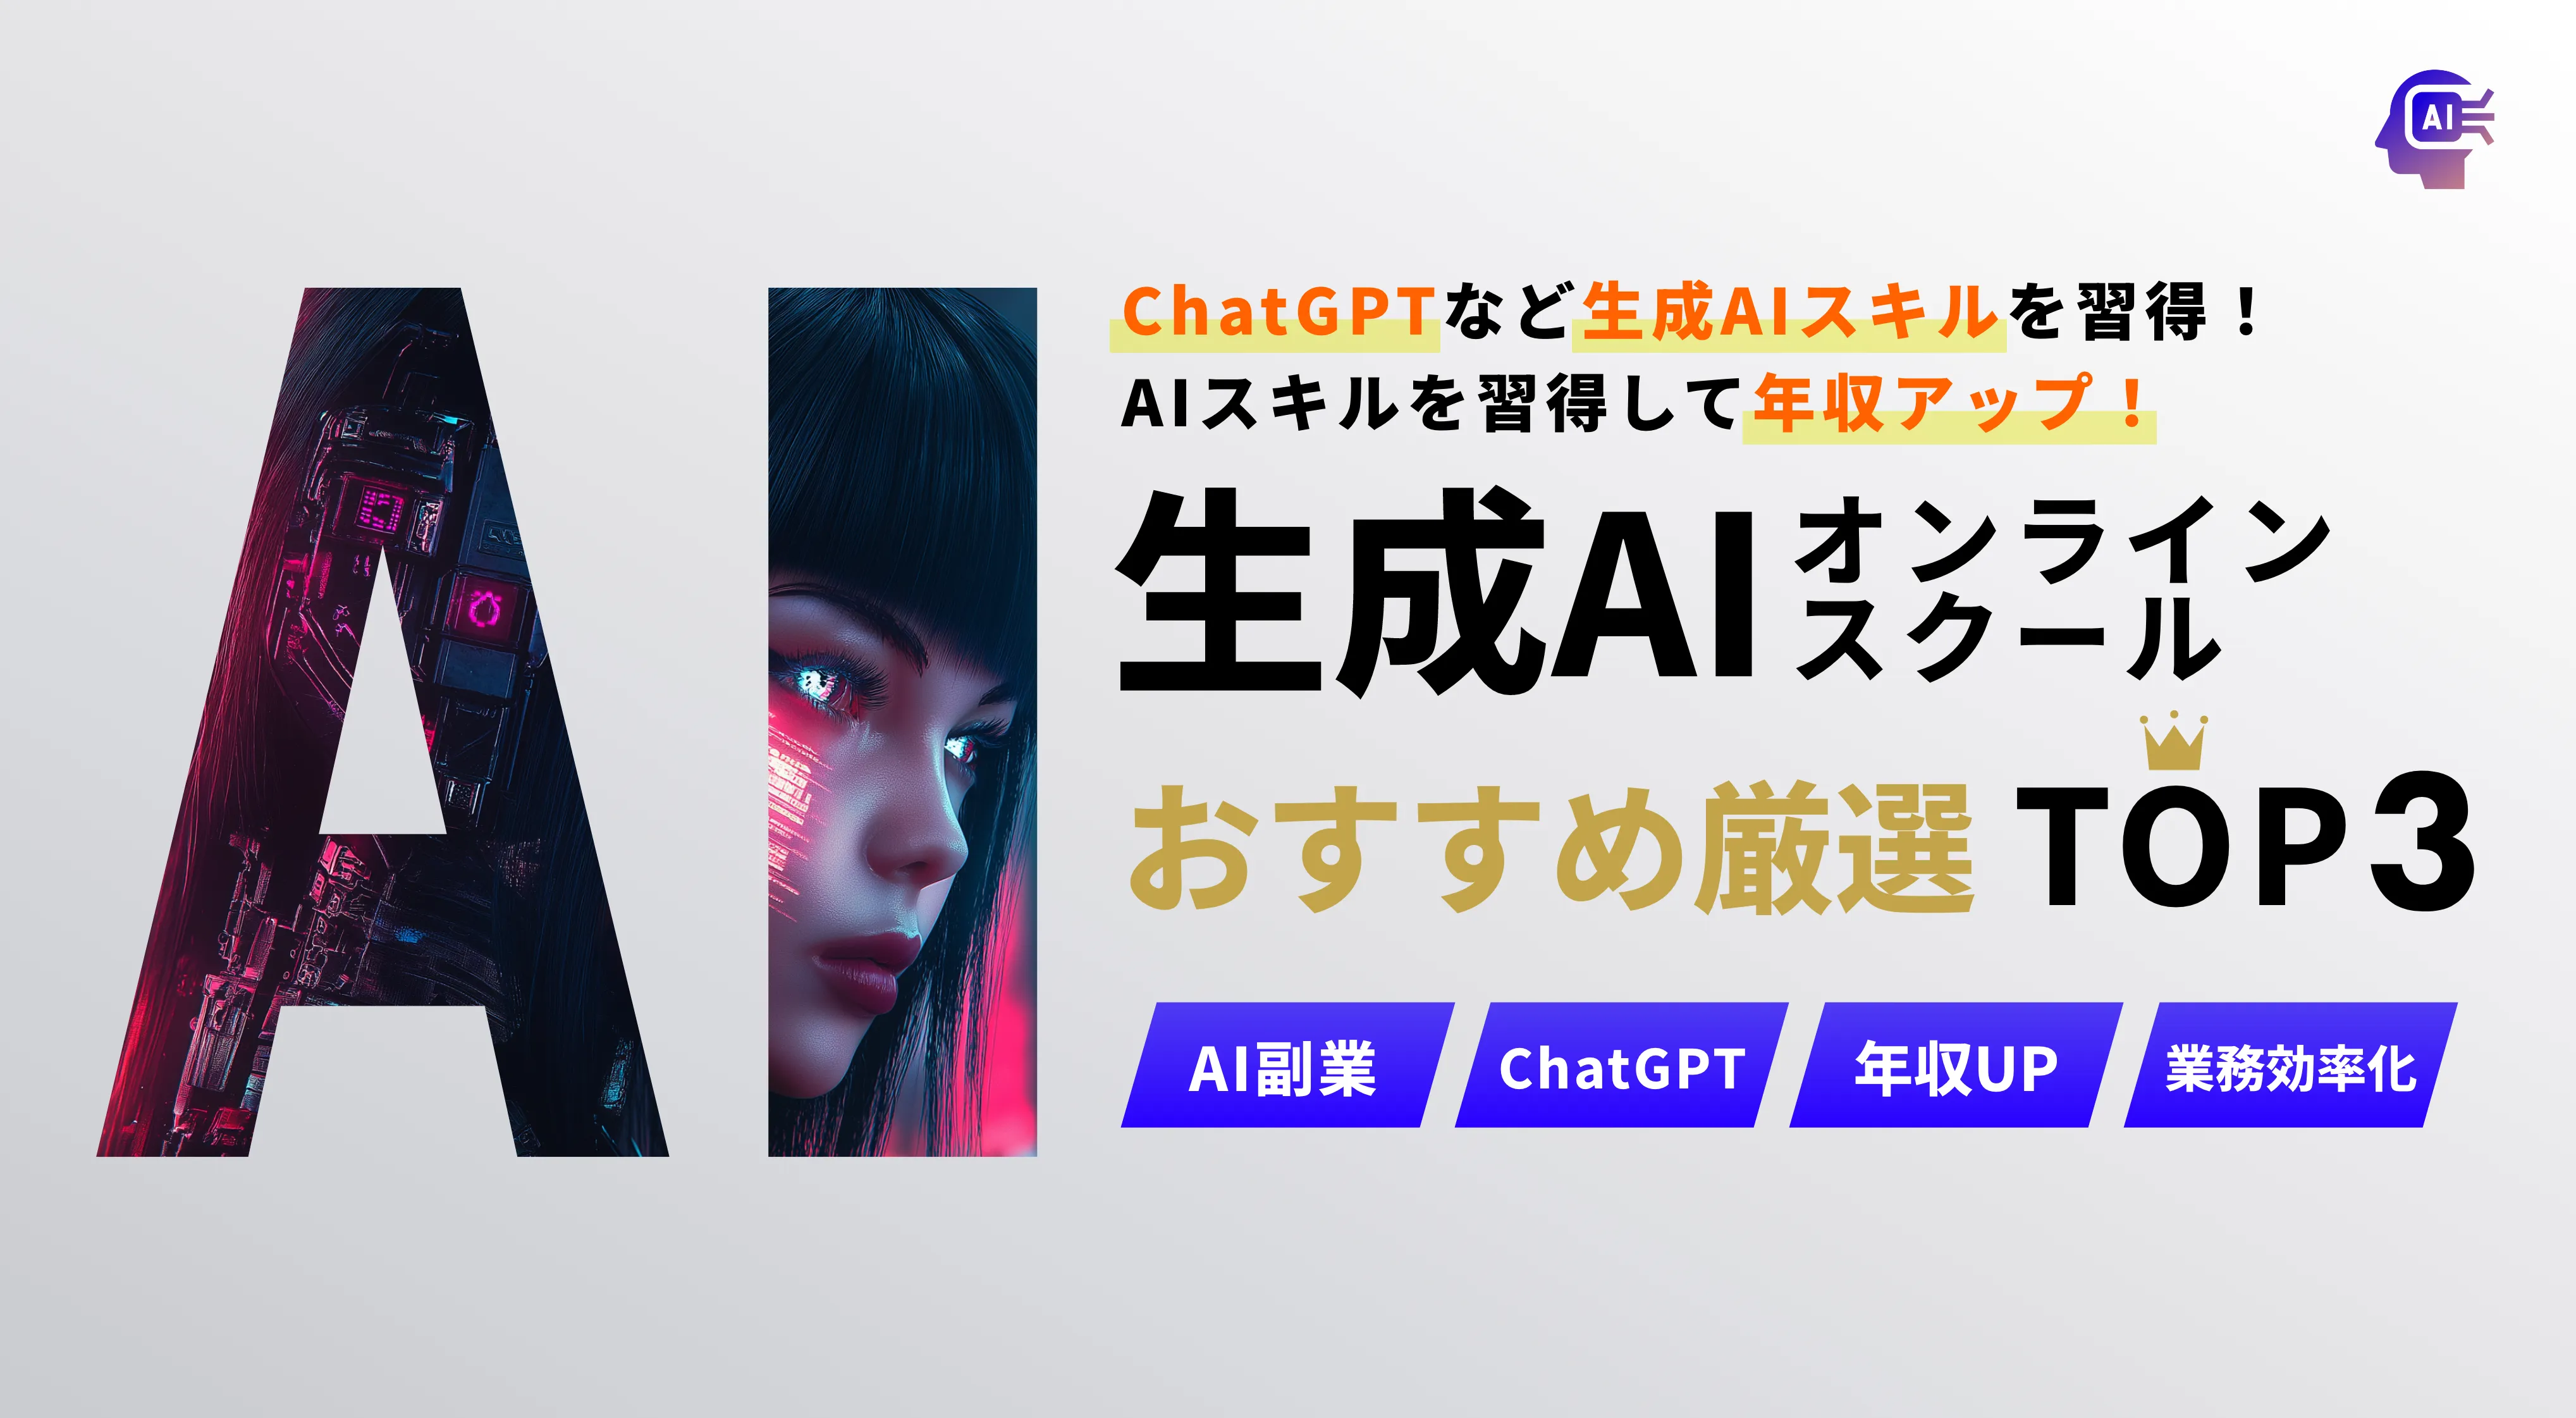 AI
AI
ChatGPTなど生成AIスキルを習得！
AIスキルを習得して年収アップ！
生成AI オンラインスクール
おすすめ厳選 TOP3
AI副業
ChatGPT
年収UP
業務効率化